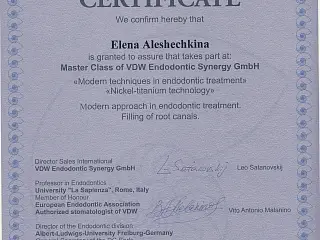 CERTIFICATE
We confirm hereby that
Elena Aleshechkina
is granted to assure that takes part at:
Master Class of VDW Endodontic Synergy GmbH
«Modern techniques in endodontic treatment»
«Nickel-titanium technology»
Modern approach in endodontic treatment.
Filling of root canals.
Director Sales International
VDW Endodontic Synergy GmbH
Leo Satanovskij
Professor in Endodontics
University "La Sapienza", Rome, Italy
Member of Honour
European Endodontic Association
Authorized stomatologist of VDW
Vito Antonio Malagnino
Director of the Endodontic division
Albert-Ludwigs-University Freiburg-Germany